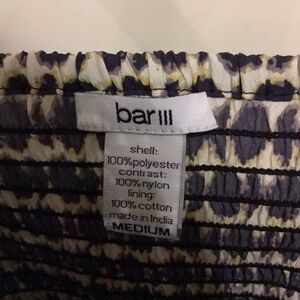 bar III
shell:
100%polyester
contrast:
100%nylon
lining:
100% cotton
made in India
MEDIUM